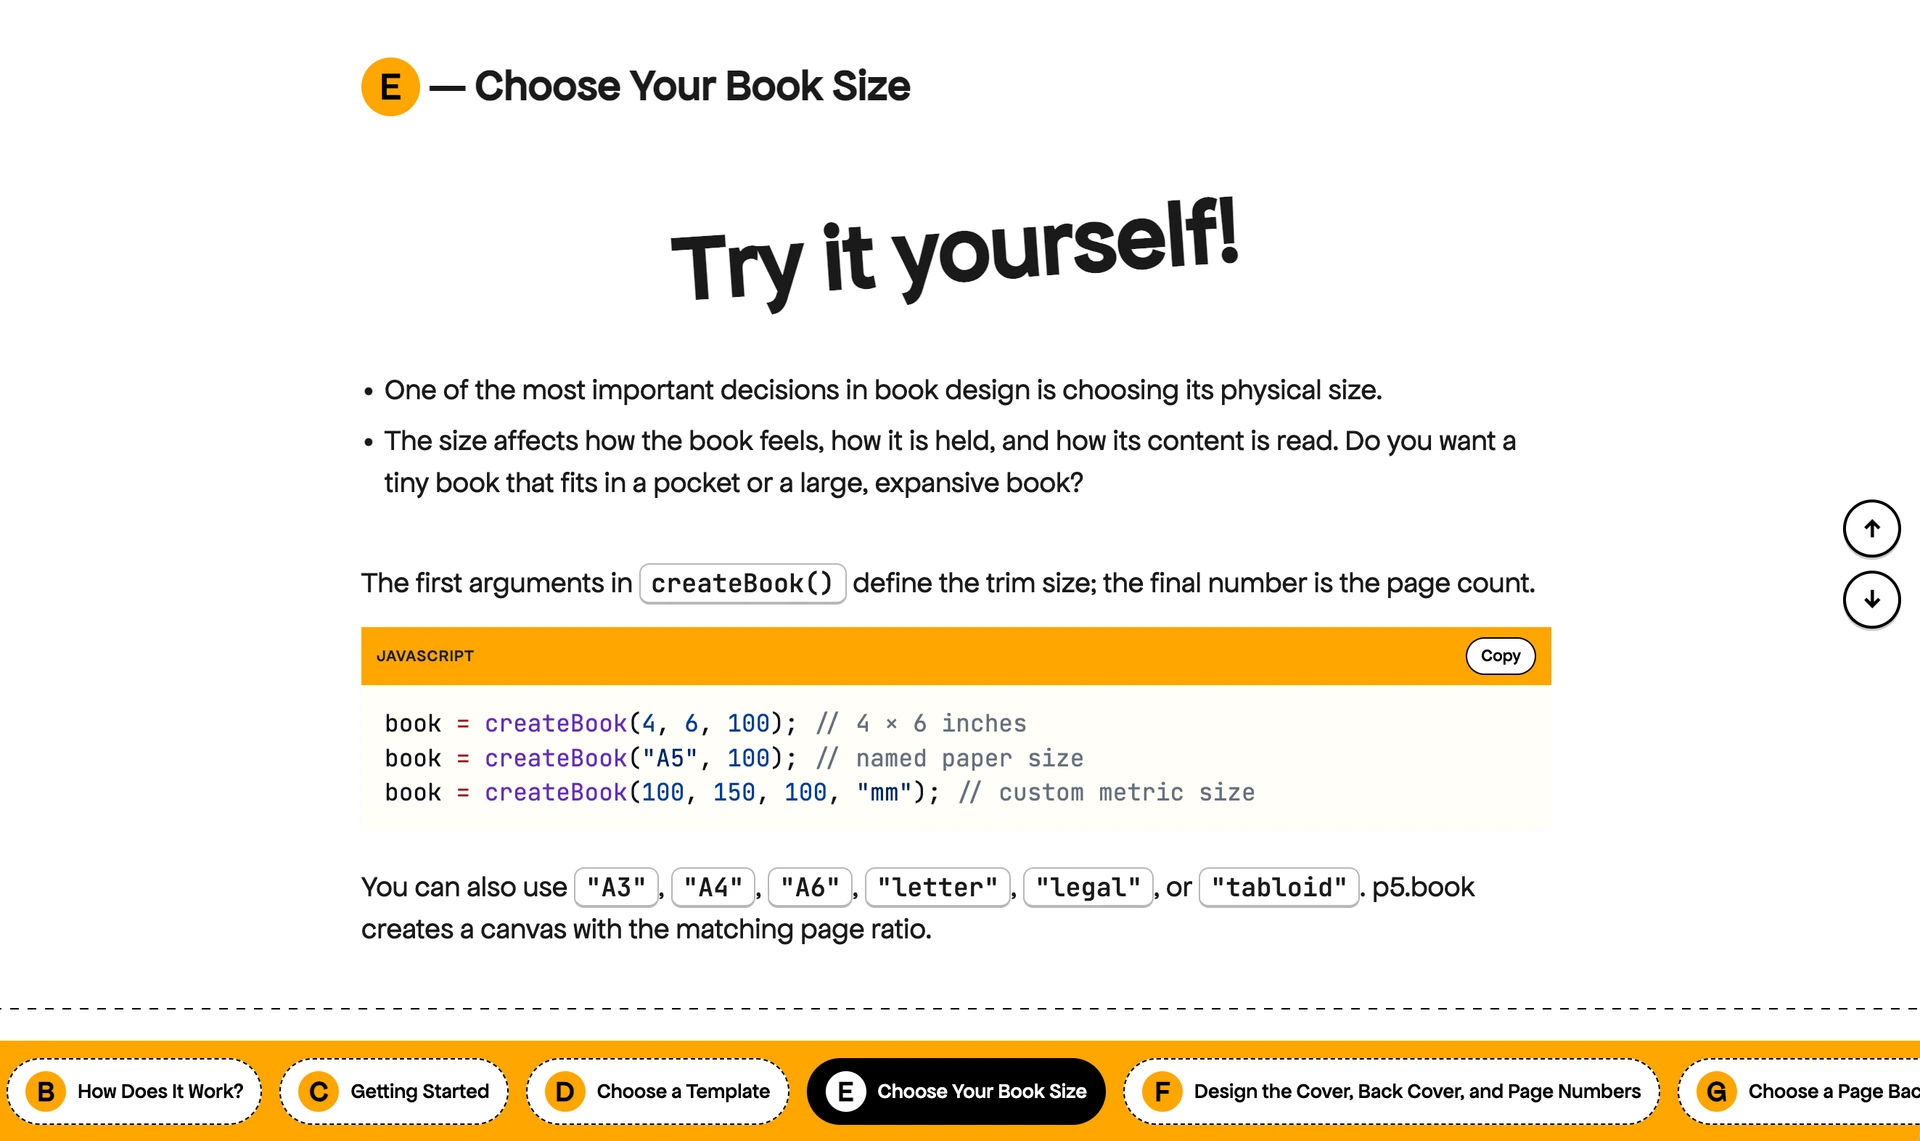 E — Choose Your Book Size
Try it yourself!
• One of the most important decisions in book design is choosing its physical size.
• The size affects how the book feels, how it is held, and how its content is read. Do you want a
tiny book that fits in a pocket or a large, expansive book?
The first arguments in createBook() define the trim size; the final number is the page count.
JAVASCRIPT Copy
book = createBook(4, 6, 100); // 4 × 6 inches
book = createBook("A5", 100); // named paper size
book = createBook(100, 150, 100, "mm"); // custom metric size
You can also use "A3", "A4", "A6", "letter", "legal", or "tabloid". p5.book
creates a canvas with the matching page ratio.
↑
↓
B How Does It Work? C Getting Started D Choose a Template E Choose Your Book Size F Design the Cover, Back Cover, and Page Numbers G Choose a Page Bac